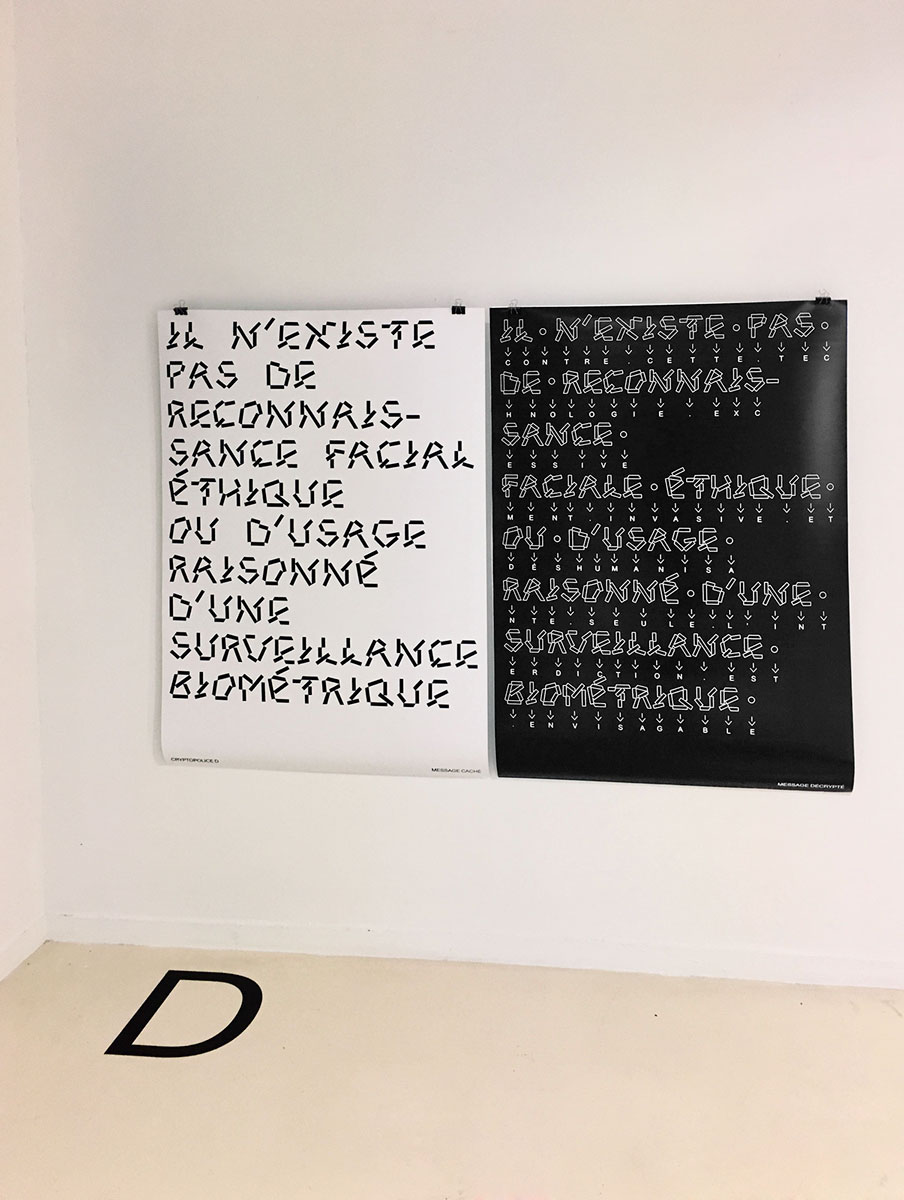 IL N'EXISTE
PAS DE
RECONNAIS-
SANCE FACIAL
ÉTHIQUE
OU D'USAGE
RAISONNÉ
D'UNE
SURVEILLANCE
BIOMÉTRIQUE
CRYPTOPOLICE D
MESSAGE CACHÉ
IL·N'EXISTE·PAS·
CONTRE.CETTE.TEC
DE·RECONNAIS-
HNOLOGIE.EXC
SANCE·
ESSIVE
FACIALE·ÉTHIQUE·
MENT INVASIVE.ET
OU·D'USAGE·
DÉSHUMANISA
RAISONNÉ·D'UNE·
NTE.SEULE L'INT
SURVEILLANCE·
ERDICTION.EST
BIOMÉTRIQUE·
.ENVISAGABLE
MESSAGE DÉCRYPTÉ
D